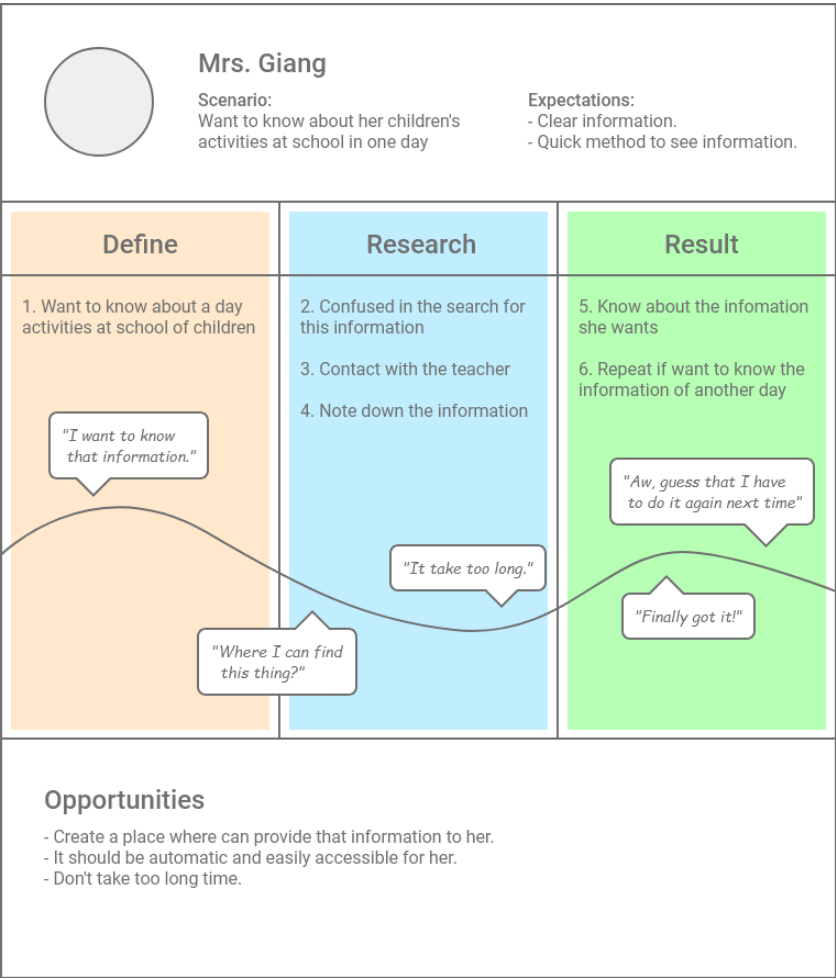 Mrs. Giang
Scenario:
Want to know about her children's
activities at school in one day
Expectations:
- Clear information.
- Quick method to see information.
Define
1. Want to know about a day
activities at school of children
"I want to know
that information."
Research
2. Confused in the search for
this information
3. Contact with the teacher
4. Note down the information
"Where I can find
this thing?"
"It take too long."
Result
5. Know about the infomation
she wants
6. Repeat if want to know the
information of another day
"Aw, guess that I have
to do it again next time"
"Finally got it!"
Opportunities
- Create a place where can provide that information to her.
- It should be automatic and easily accessible for her.
- Don't take too long time.